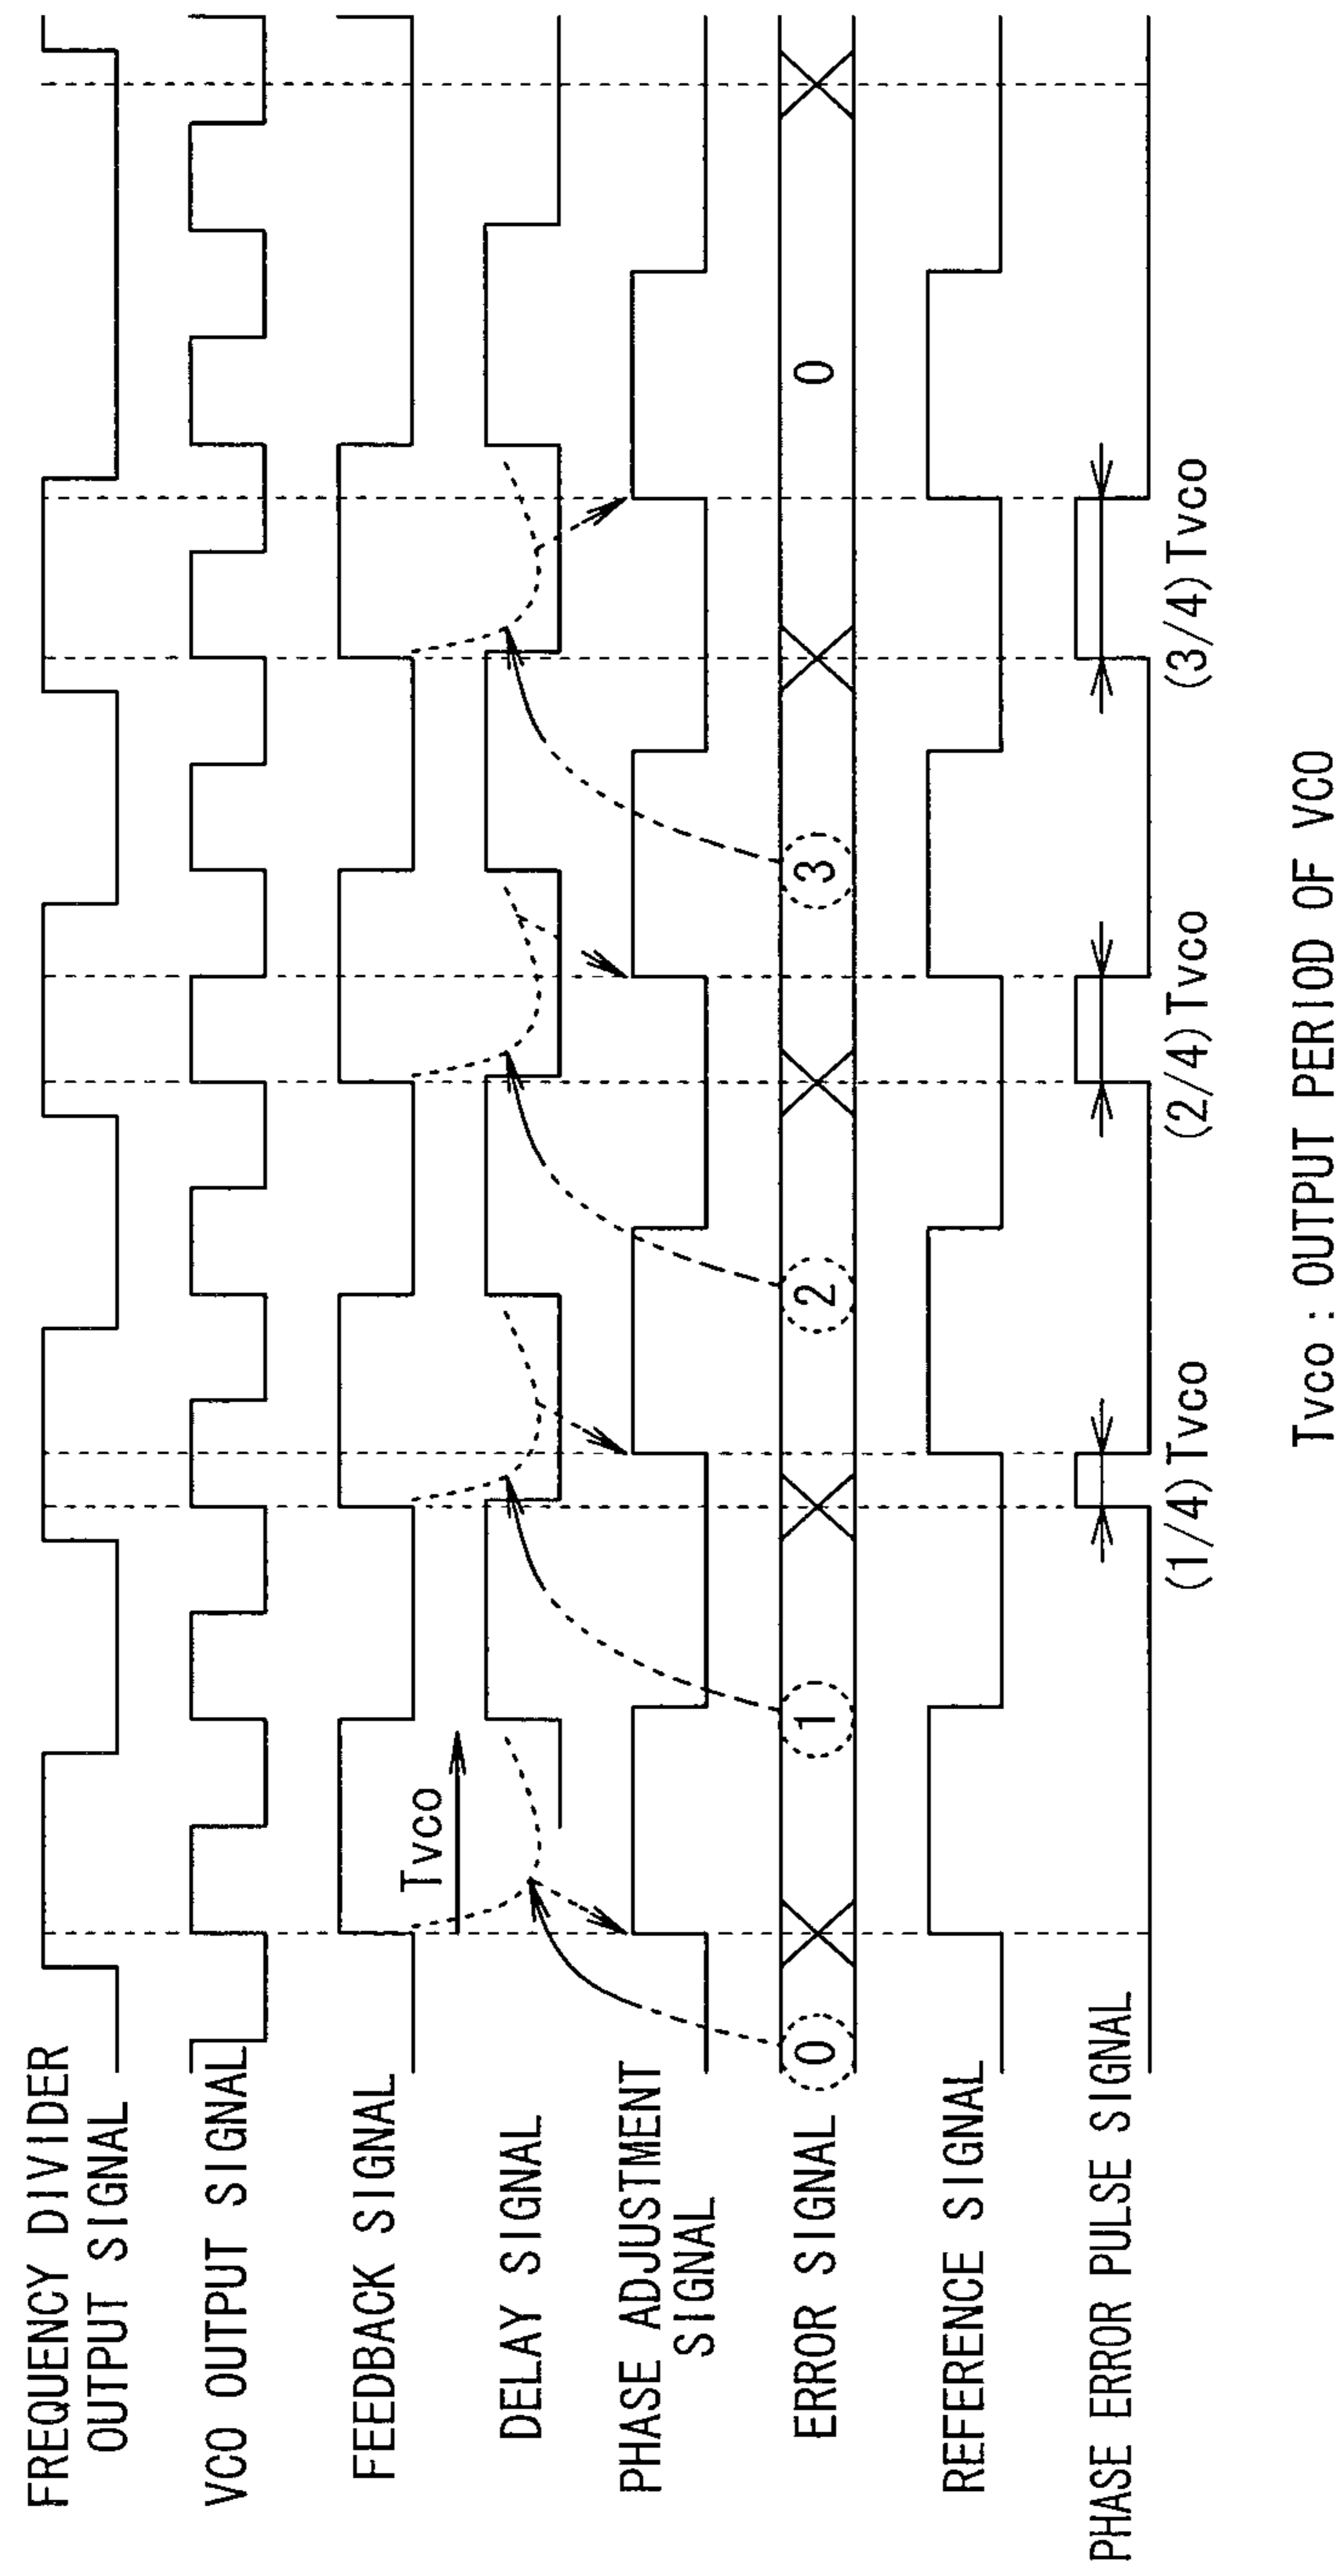 FREQUENCY DIVIDER
OUTPUT SIGNAL
VCO OUTPUT SIGNAL
FEEDBACK SIGNAL
Tvco
DELAY SIGNAL
PHASE ADJUSTMENT
SIGNAL
ERROR SIGNAL
0
1
2
3
0
REFERENCE SIGNAL
PHASE ERROR PULSE SIGNAL
(1/4) Tvco
(2/4) Tvco
(3/4) Tvco
Tvco : OUTPUT PERIOD OF VCO